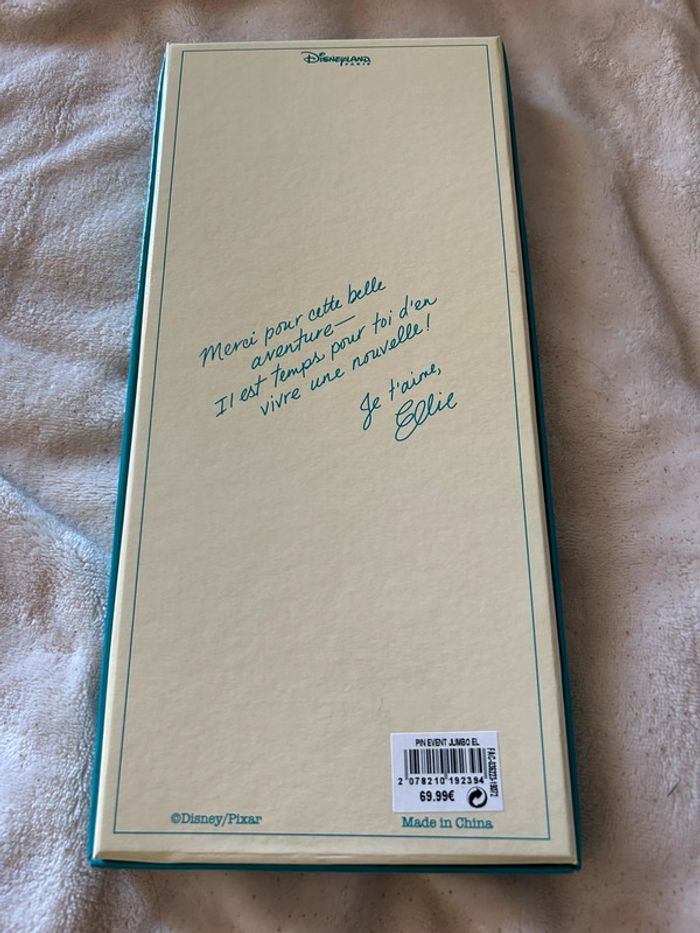 Disneyland
PARIS
Merci pour cette belle
aventure—
Il est temps pour toi d'en
vivre une nouvelle!
Je t'aime,
Ellie
PIN EVENT JUMBO EL
2 078210 192394
69.99€
©Disney/Pixar
Made in China